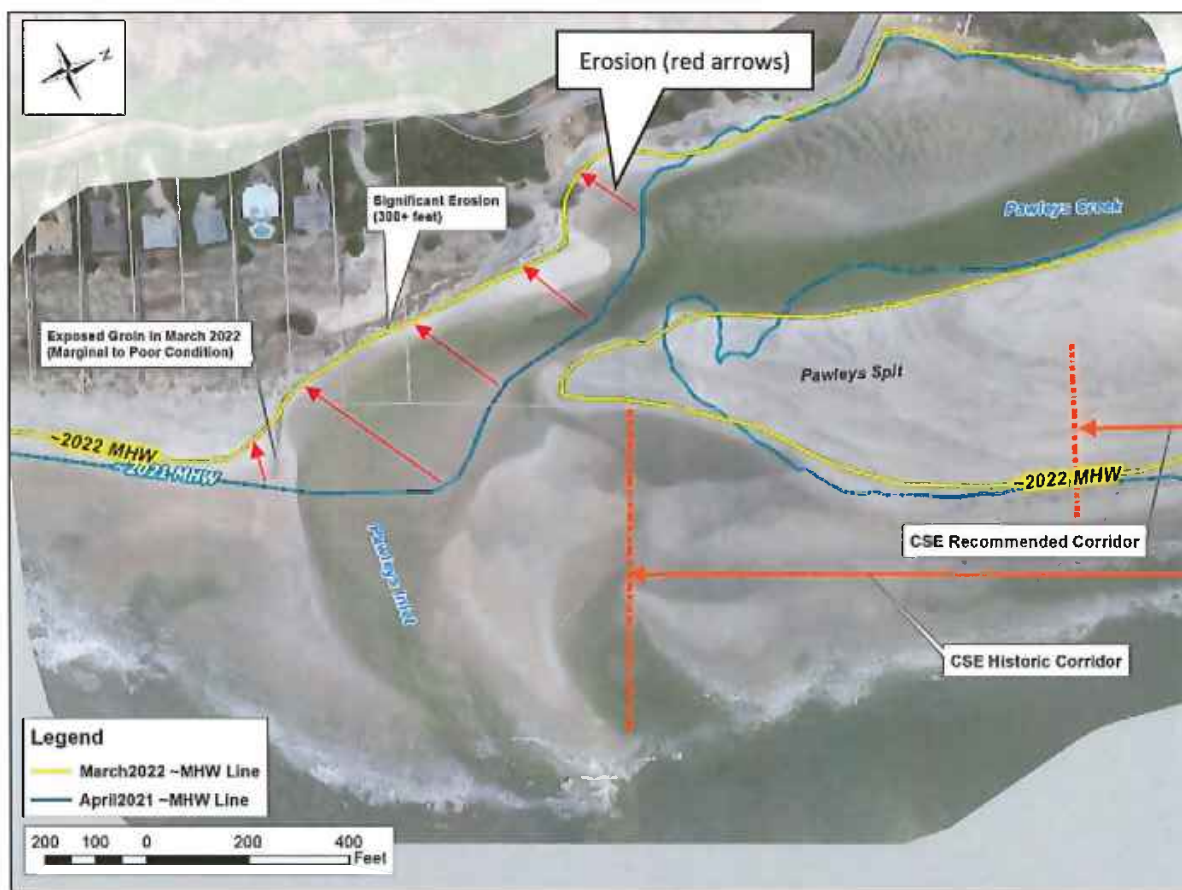 N
Erosion (red arrows)
Significant Erosion
(300+ feet)
Pawleys Creek
Exposed Groin in March 2022
(Marginal to Poor Condition)
Pawleys Spit
~2022 MHW
~2021 MHW
~2022 MHW
CSE Recommended Corridor
Pawleys Inlet
CSE Historic Corridor
Legend
March2022 ~MHW Line
April2021 ~MHW Line
200 100 0 200 400
Feet